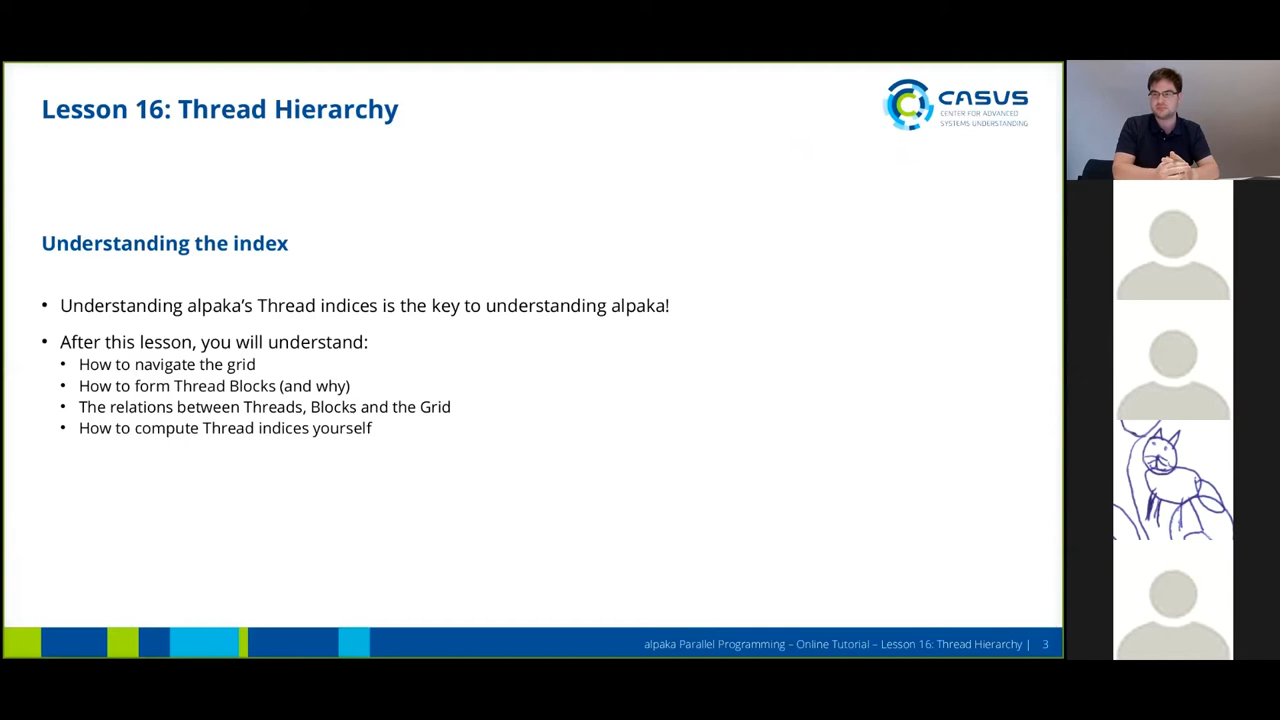 Lesson 16: Thread Hierarchy
CASUS
CENTER FOR ADVANCED
SYSTEMS UNDERSTANDING
Understanding the index
• Understanding alpaka’s Thread indices is the key to understanding alpaka!
• After this lesson, you will understand:
• How to navigate the grid
• How to form Thread Blocks (and why)
• The relations between Threads, Blocks and the Grid
• How to compute Thread indices yourself
alpaka Parallel Programming – Online Tutorial – Lesson 16: Thread Hierarchy | 3